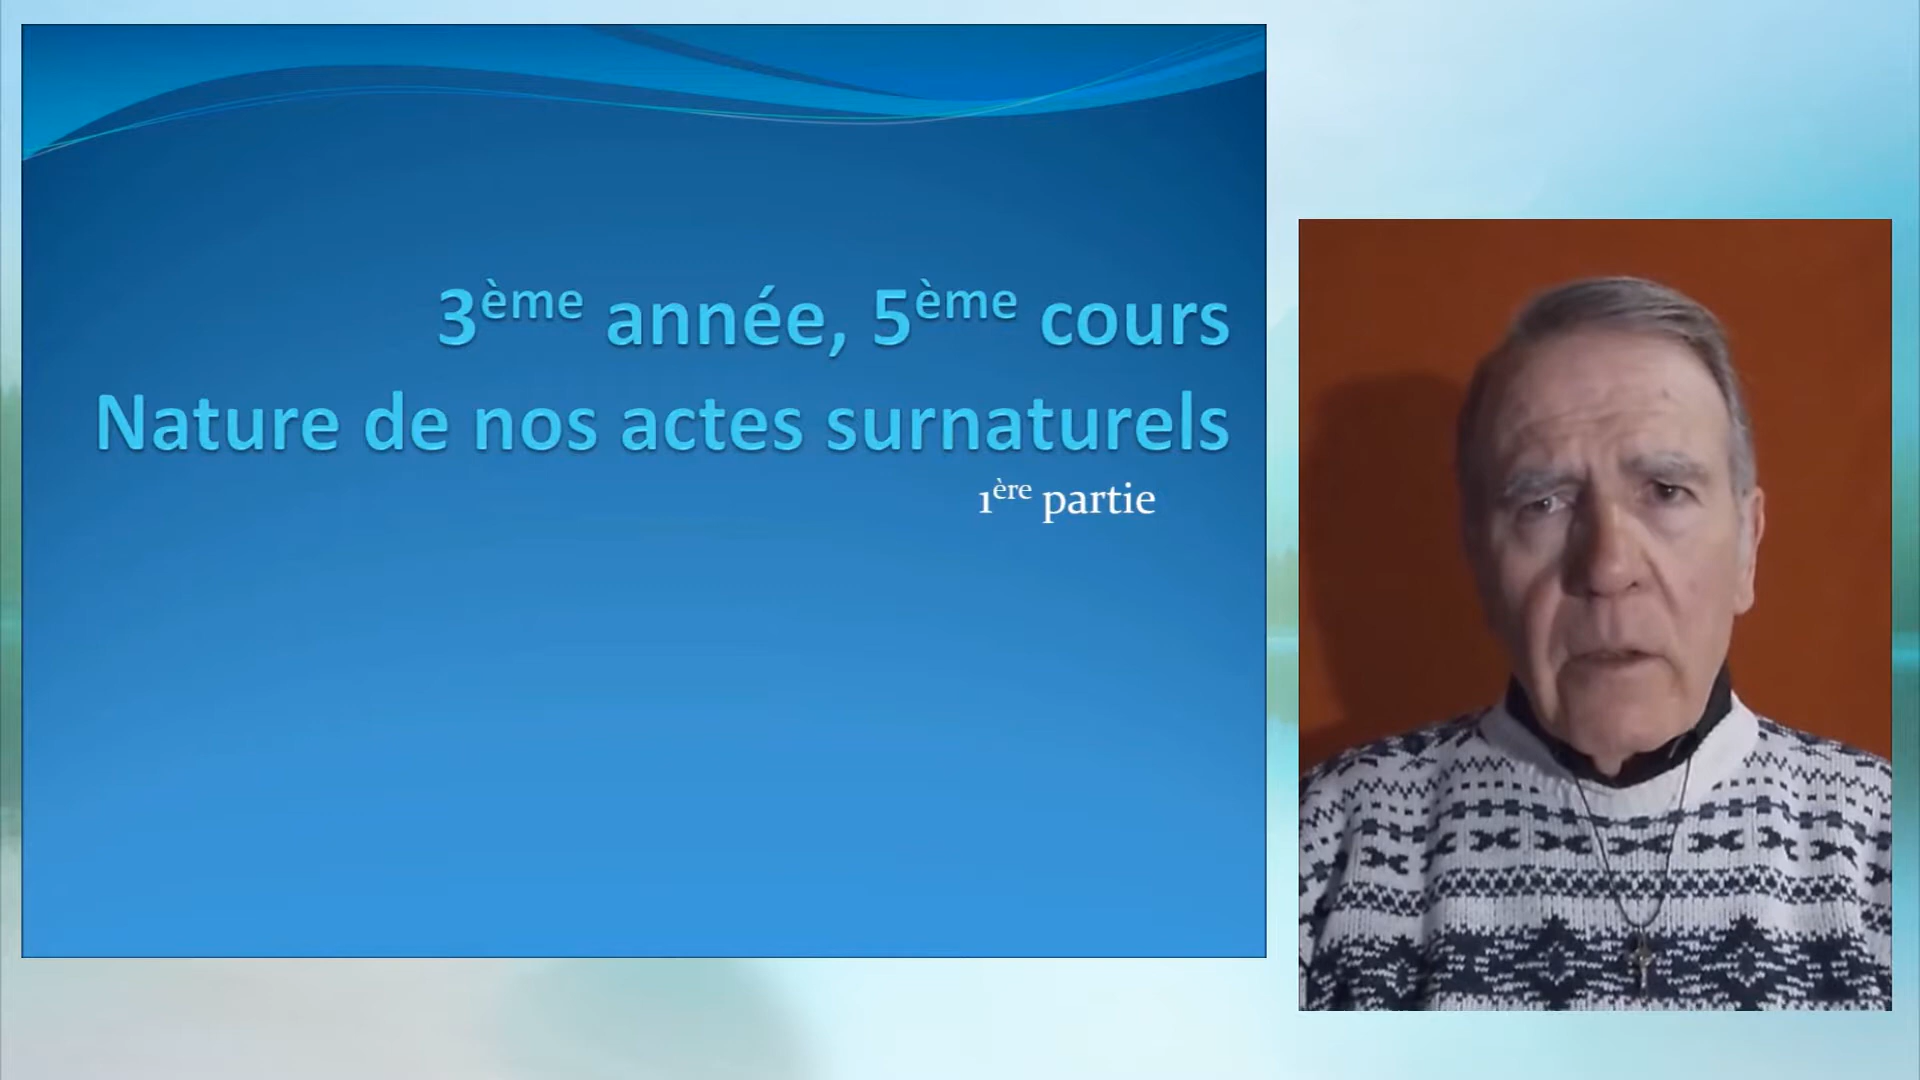 3ème année, 5ème cours
Nature de nos actes surnaturels
1ère partie